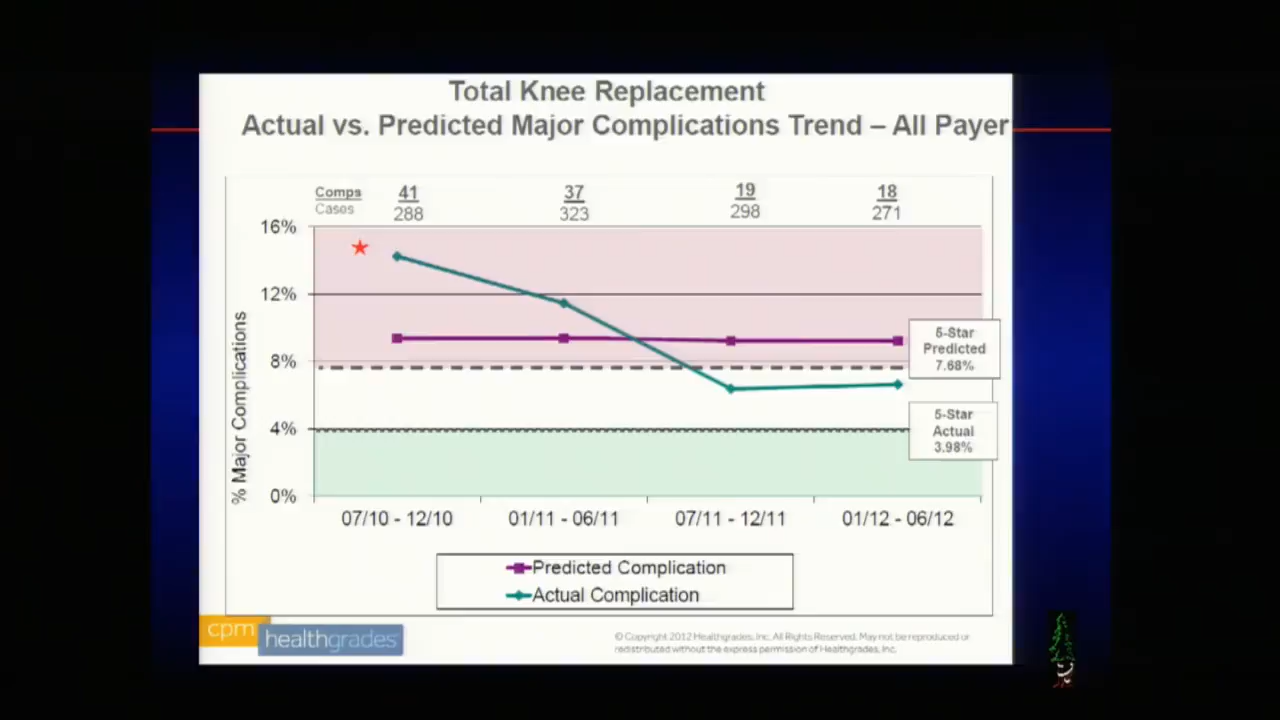 Total Knee Replacement
Actual vs. Predicted Major Complications Trend – All Payer
Comps 41 37 19 18
Cases 288 323 298 271
16%
12%
8%
4%
0%
% Major Complications
5-Star
Predicted
7.68%
5-Star
Actual
3.98%
07/10 - 12/10 01/11 - 06/11 07/11 - 12/11 01/12 - 06/12
Predicted Complication
Actual Complication
cpm healthgrades
© Copyright 2012 Healthgrades, Inc. All Rights Reserved. May not be reproduced or
redistributed without the express permission of Healthgrades, Inc.